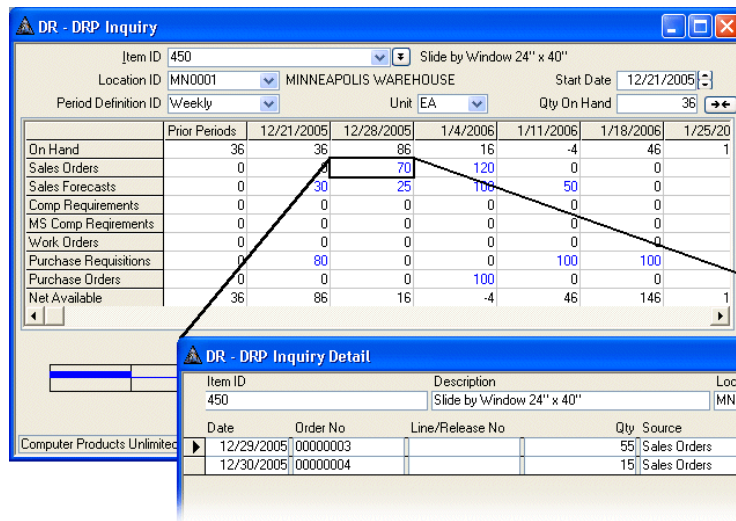 DR - DRP Inquiry
Item ID 450 Slide by Window 24" x 40"
Location ID MN0001 MINNEAPOLIS WAREHOUSE Start Date 12/21/2005
Period Definition ID Weekly Unit EA Qty On Hand 36
Prior Periods 12/21/2005 12/28/2005 1/4/2006 1/11/2006 1/18/2006 1/25/20
On Hand 36 36 86 16 -4 46 1
Sales Orders 0 0 70 120 0 0
Sales Forecasts 0 30 25 100 50 0
Comp Requirements 0 0 0 0 0 0
MS Comp Reqirements 0 0 0 0 0 0
Work Orders 0 0 0 0 0 0
Purchase Requisitions 0 80 0 0 100 100
Purchase Orders 0 0 0 100 0 0
Net Available 36 86 16 -4 46 146 1
DR - DRP Inquiry Detail
Item ID Description Loc
450 Slide by Window 24" x 40" MN
Date Order No Line/Release No Qty Source
12/29/2005 00000003 55 Sales Orders
12/30/2005 00000004 15 Sales Orders
Computer Products Unlimited